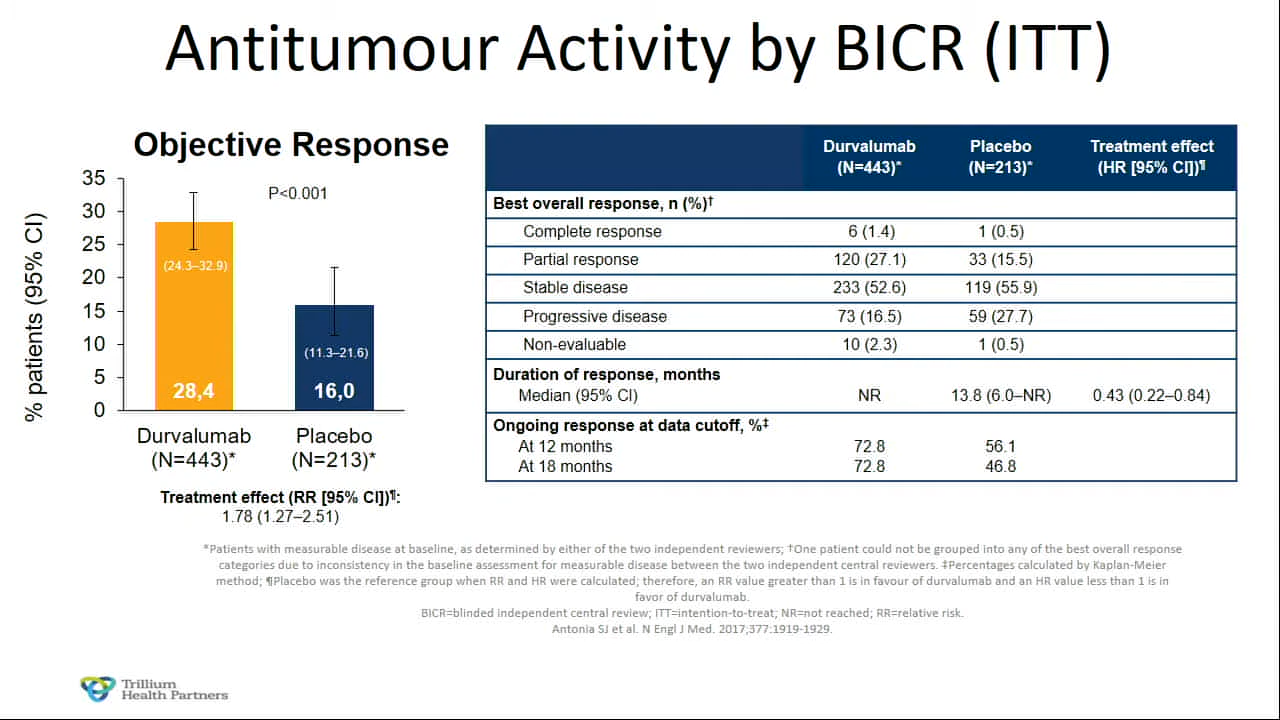 Antitumour Activity by BICR (ITT)
Objective Response
% patients (95% CI)
35
30
25
20
15
10
5
0
P<0.001
(24.3–32.9)
28,4
(11.3–21.6)
16,0
Durvalumab
(N=443)*
Placebo
(N=213)*
Treatment effect (RR [95% CI])¶:
1.78 (1.27–2.51)
Durvalumab (N=443)* Placebo (N=213)* Treatment effect (HR [95% CI])¶
Best overall response, n (%)†
Complete response 6 (1.4) 1 (0.5)
Partial response 120 (27.1) 33 (15.5)
Stable disease 233 (52.6) 119 (55.9)
Progressive disease 73 (16.5) 59 (27.7)
Non-evaluable 10 (2.3) 1 (0.5)
Duration of response, months
Median (95% CI) NR 13.8 (6.0–NR) 0.43 (0.22–0.84)
Ongoing response at data cutoff, %‡
At 12 months 72.8 56.1
At 18 months 72.8 46.8
*Patients with measurable disease at baseline, as determined by either of the two independent reviewers; †One patient could not be grouped into any of the best overall response
categories due to inconsistency in the baseline assessment for measurable disease between the two independent central reviewers. ‡Percentages calculated by Kaplan-Meier
method; ¶Placebo was the reference group when RR and HR were calculated; therefore, an RR value greater than 1 is in favour of durvalumab and an HR value less than 1 is in
favor of durvalumab.
BICR=blinded independent central review; ITT=intention-to-treat; NR=not reached; RR=relative risk.
Antonia SJ et al. N Engl J Med. 2017;377:1919-1929.
Trillium
Health Partners